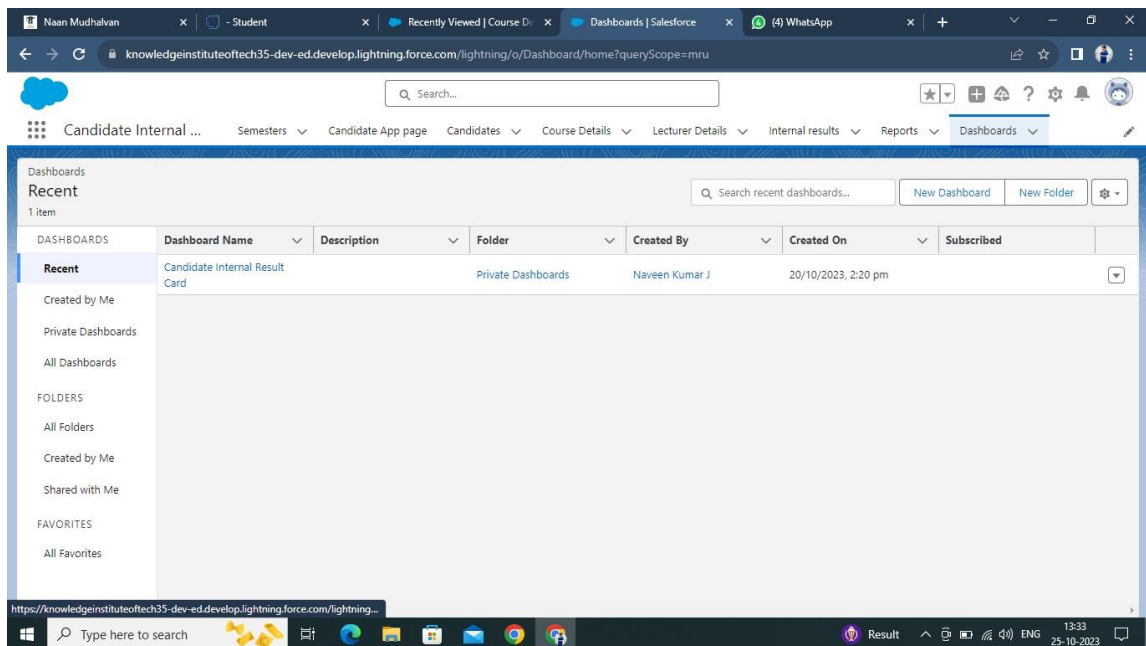 Naan Mudhalvan
- Student
Recently Viewed | Course De
Dashboards | Salesforce
(4) WhatsApp
knowledgeinstituteoftech35-dev-ed.develop.lightning.force.com/lightning/o/Dashboard/home?queryScope=mru
Search...
Candidate Internal ...
Semesters
Candidate App page
Candidates
Course Details
Lecturer Details
Internal results
Reports
Dashboards
Dashboards
Recent
1 item
Search recent dashboards...
New Dashboard
New Folder
DASHBOARDS
Recent
Created by Me
Private Dashboards
All Dashboards
FOLDERS
All Folders
Created by Me
Shared with Me
FAVORITES
All Favorites
Dashboard Name
Description
Folder
Created By
Created On
Subscribed
Candidate Internal Result
Card
Private Dashboards
Naveen Kumar J
20/10/2023, 2:20 pm
https://knowledgeinstituteoftech35-dev-ed.develop.lightning.force.com/lightning...
Type here to search
Result
ENG
13:33
25-10-2023